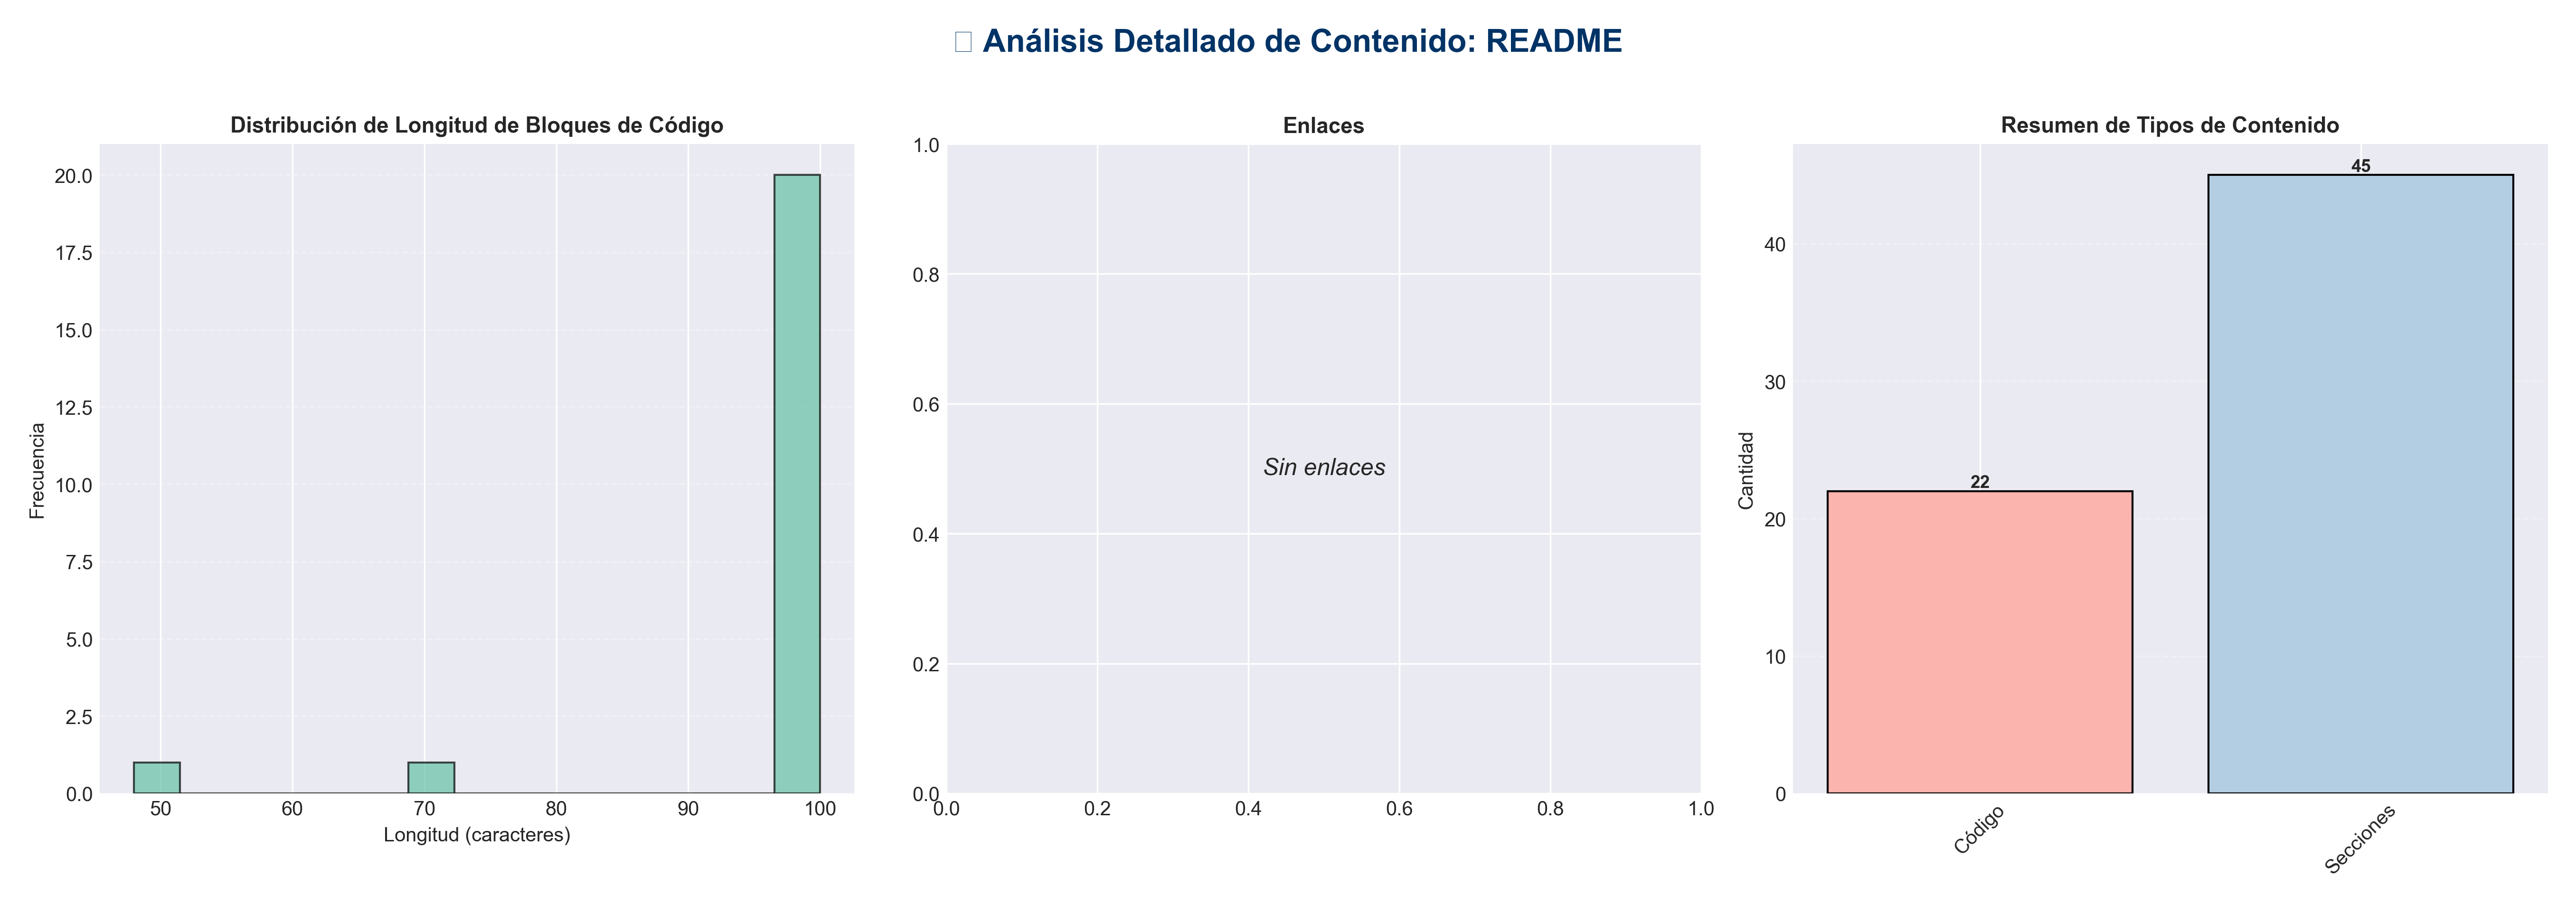 Análisis Detallado de Contenido: README
Distribución de Longitud de Bloques de Código
Frecuencia
20.0
17.5
15.0
12.5
10.0
7.5
5.0
2.5
0.0
50 60 70 80 90 100
Longitud (caracteres)
Enlaces
1.0
0.8
0.6
0.4
0.2
0.0
Sin enlaces
0.0 0.2 0.4 0.6 0.8 1.0
Resumen de Tipos de Contenido
Cantidad
40
30
20
10
0
22
45
Código
Secciones